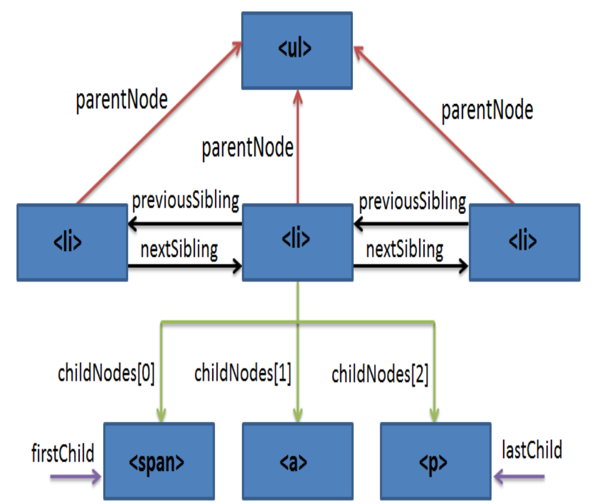 <ul>
parentNode
parentNode
parentNode
previousSibling
previousSibling
<li>
<li>
<li>
nextSibling
nextSibling
childNodes[0]
childNodes[1]
childNodes[2]
firstChild
<span>
<a>
<p>
lastChild